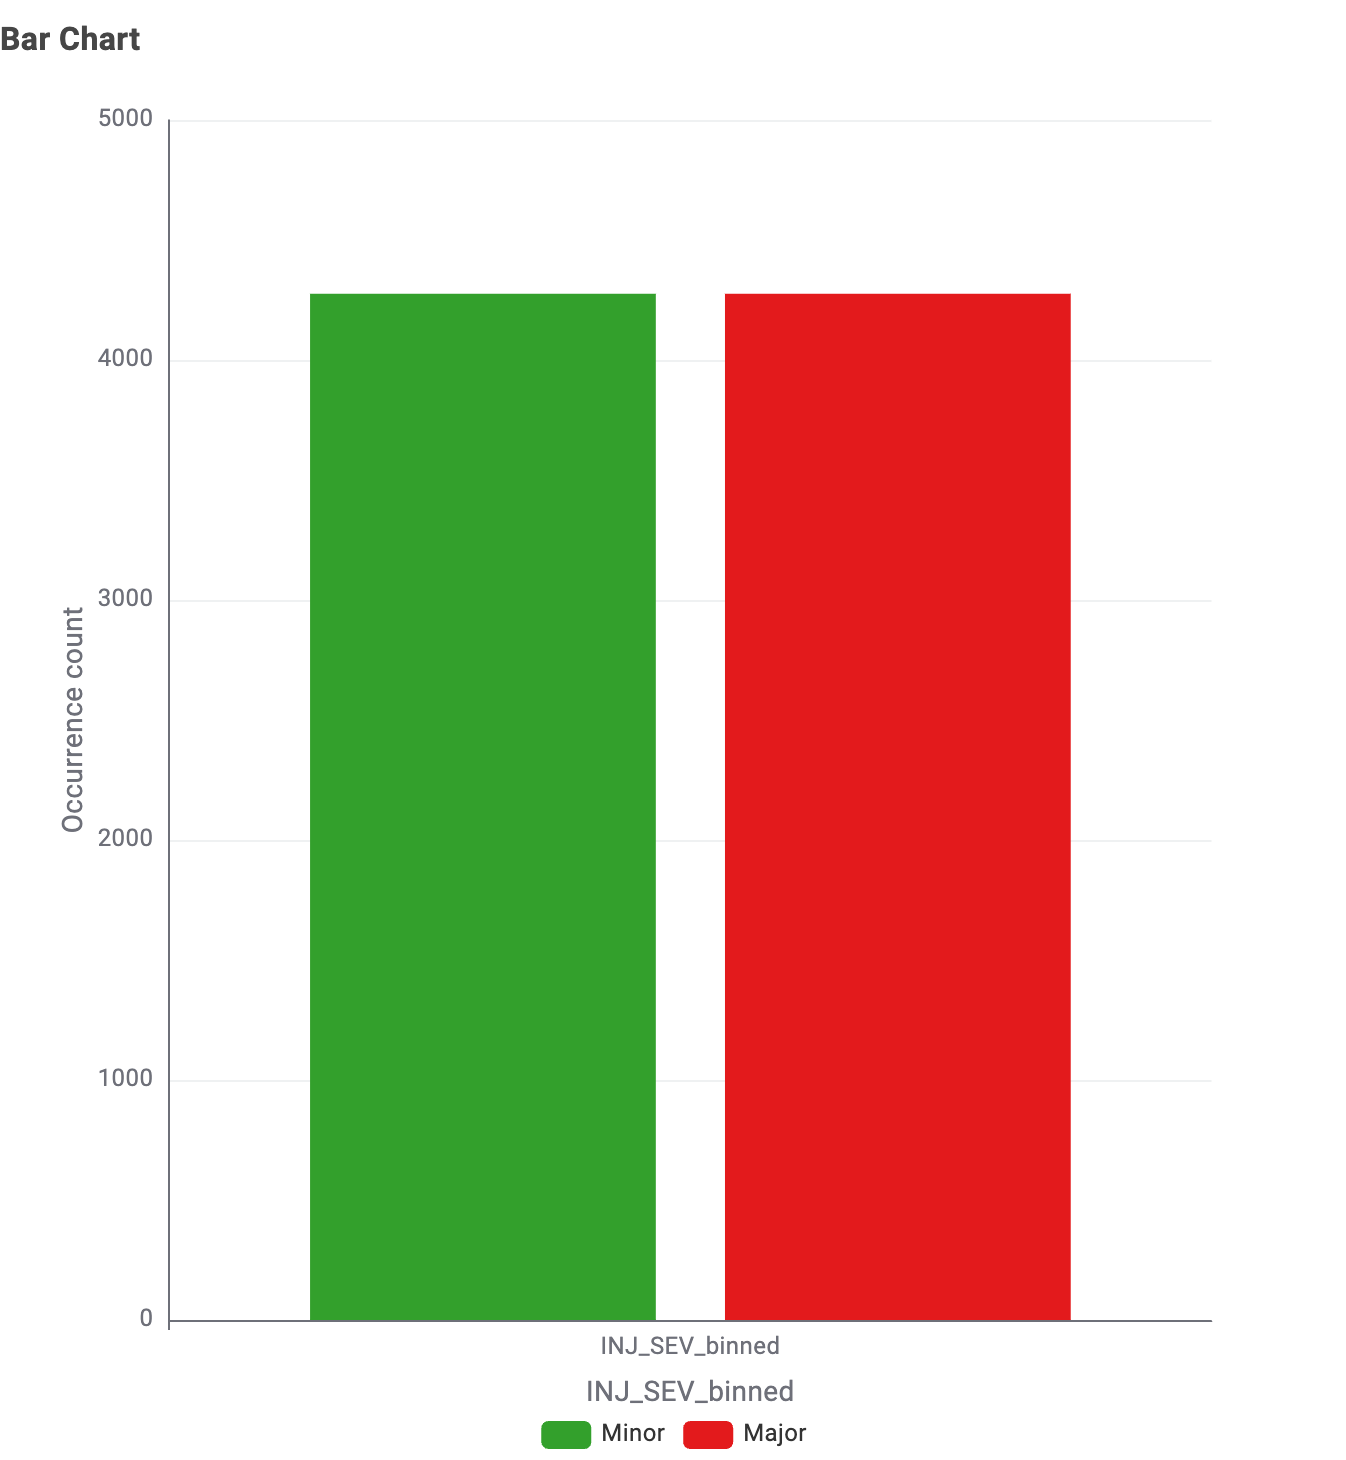 Bar Chart
5000
4000
3000
2000
1000
0
Occurrence count
INJ_SEV_binned
INJ_SEV_binned
Minor
Major